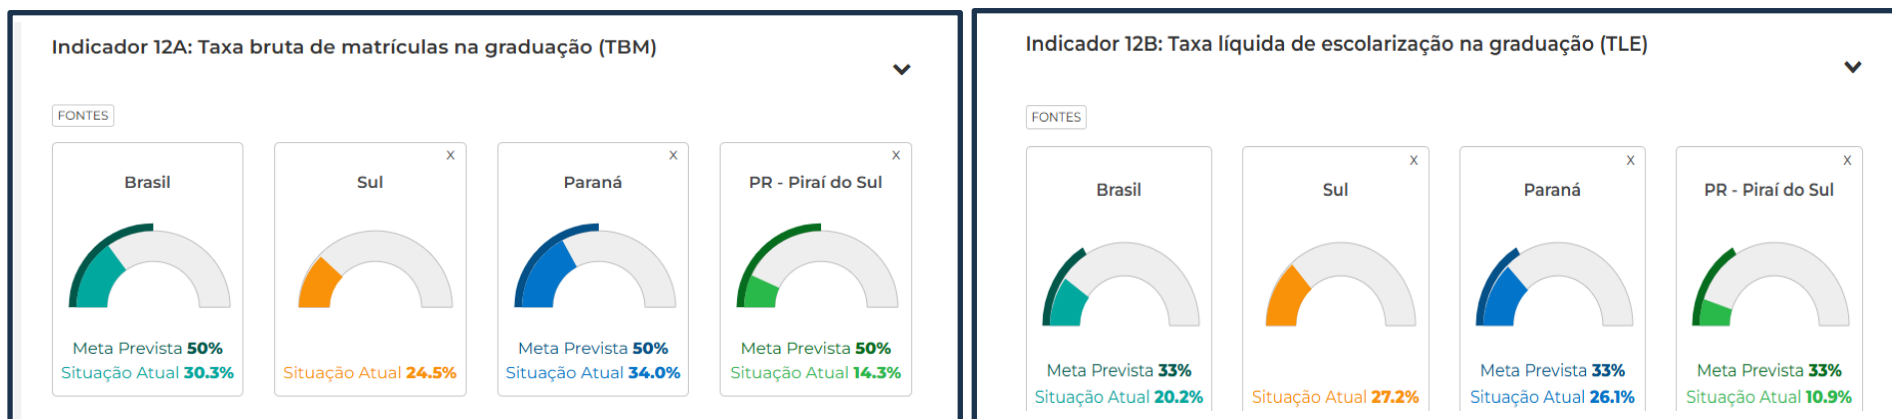 Indicador 12A: Taxa bruta de matrículas na graduação (TBM)
FONTES
Brasil
Meta Prevista 50%
Situação Atual 30.3%
X
Sul
Situação Atual 24.5%
X
Paraná
Meta Prevista 50%
Situação Atual 34.0%
X
PR - Piraí do Sul
Meta Prevista 50%
Situação Atual 14.3%
Indicador 12B: Taxa líquida de escolarização na graduação (TLE)
FONTES
Brasil
Meta Prevista 33%
Situação Atual 20.2%
X
Sul
Situação Atual 27.2%
X
Paraná
Meta Prevista 33%
Situação Atual 26.1%
X
PR - Piraí do Sul
Meta Prevista 33%
Situação Atual 10.9%